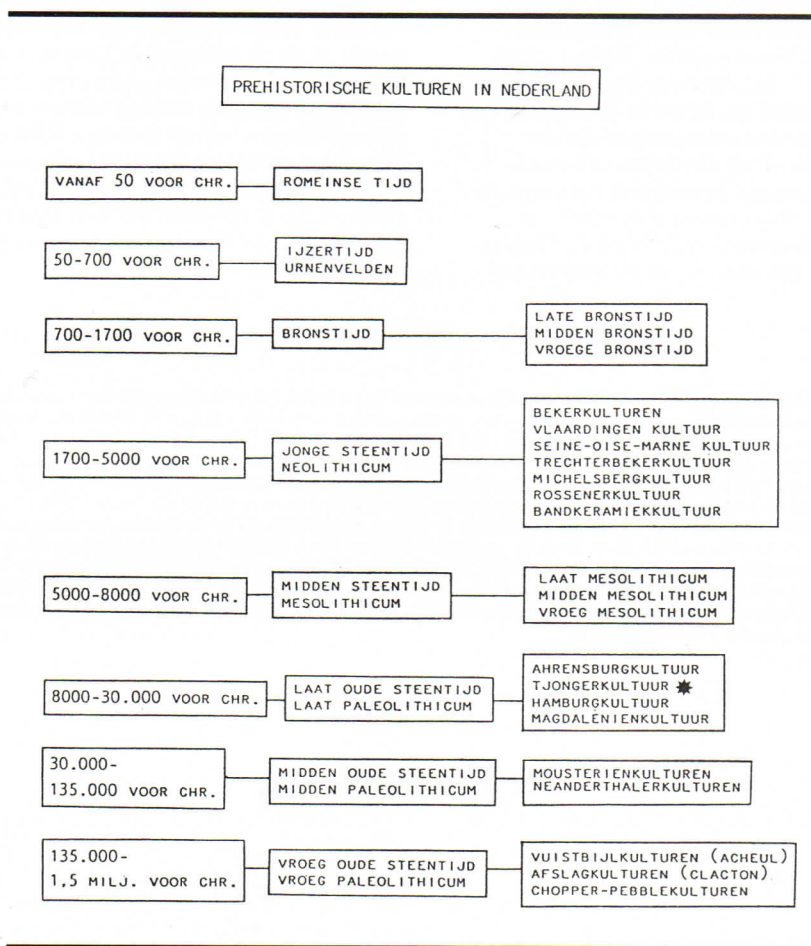 PREHISTORISCHE KULTUREN IN NEDERLAND
VANAF 50 VOOR CHR.
ROMEINSE TIJD
50-700 VOOR CHR.
IJZERTIJD
URNENVELDEN
700-1700 VOOR CHR.
BRONSTIJD
LATE BRONSTIJD
MIDDEN BRONSTIJD
VROEGE BRONSTIJD
1700-5000 VOOR CHR.
JONGE STEENTIJD
NEOLITHICUM
BEKERKULTUREN
VLAARDINGEN KULTUUR
SEINE-OISE-MARNE KULTUUR
TRECHTERBEKERKULTUUR
MICHELSBERGKULTUUR
ROSSENERKULTUUR
BANDKERAMIEKKULTUUR
5000-8000 VOOR CHR.
MIDDEN STEENTIJD
MESOLITHICUM
LAAT MESOLITHICUM
MIDDEN MESOLITHICUM
VROEG MESOLITHICUM
8000-30.000 VOOR CHR.
LAAT OUDE STEENTIJD
LAAT PALEOLITHICUM
AHRENSBURGKULTUUR
TJONGERKULTUUR ✷
HAMBURGKULTUUR
MAGDALÉNIENKULTUUR
30.000-
135.000 VOOR CHR.
MIDDEN OUDE STEENTIJD
MIDDEN PALEOLITHICUM
MOUSTERIENKULTUREN
NEANDERTHALERKULTUREN
135.000-
1,5 MILJ. VOOR CHR.
VROEG OUDE STEENTIJD
VROEG PALEOLITHICUM
VUISTBIJLKULTUREN (ACHEUL)
AFSLAGKULTUREN (CLACTON)
CHOPPER-PEBBLEKULTUREN